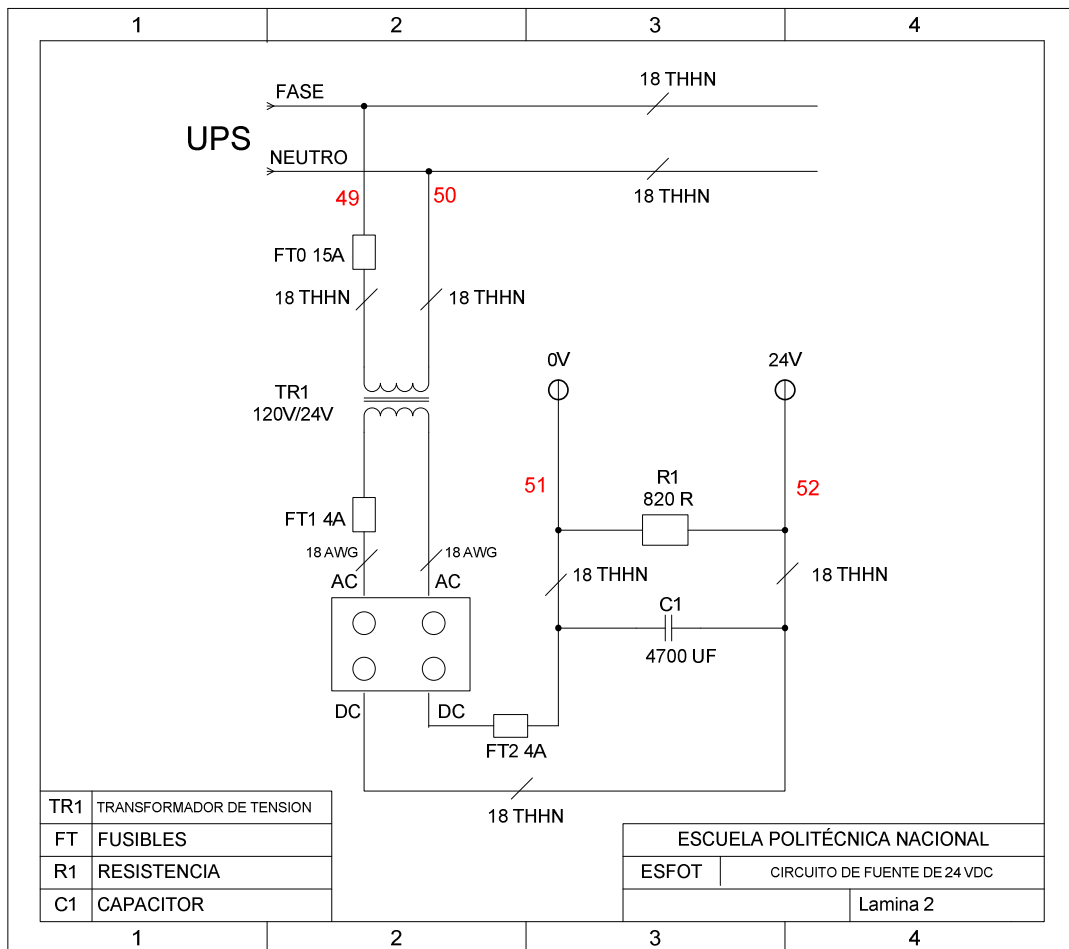 1 2 3 4
18 THHN
FASE
UPS
NEUTRO
18 THHN
49 50
FT0 15A
18 THHN 18 THHN
0V 24V
TR1
120V/24V
R1
820 R
51 52
FT1 4A
18 AWG 18 AWG
AC AC
18 THHN 18 THHN
C1
4700 UF
DC DC
FT2 4A
18 THHN
TR1 TRANSFORMADOR DE TENSION
FT FUSIBLES
R1 RESISTENCIA
C1 CAPACITOR
ESCUELA POLITÉCNICA NACIONAL
ESFOT CIRCUITO DE FUENTE DE 24 VDC
Lamina 2
1 2 3 4